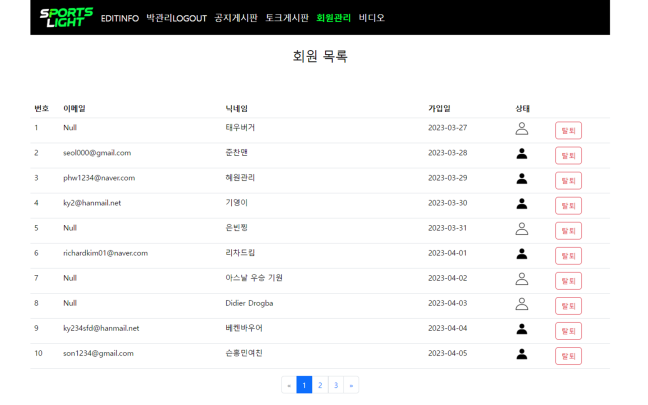 SPORTS LIGHT EDITINFO 박관리LOGOUT 공지게시판 토크게시판 회원관리 비디오
회원 목록
번호 이메일 닉네임 가입일 상태
1 Null 태우버거 2023-03-27 탈퇴
2 seol000@gmail.com 준찬맨 2023-03-28 탈퇴
3 phw1234@naver.com 혜원관리 2023-03-29 탈퇴
4 ky2@hanmail.net 기영이 2023-03-30 탈퇴
5 Null 은빈찡 2023-03-31 탈퇴
6 richardkim01@naver.com 리차드킴 2023-04-01 탈퇴
7 Null 아스날 우승 기원 2023-04-02 탈퇴
8 Null Didier Drogba 2023-04-03 탈퇴
9 ky234sfd@hanmail.net 베켄바우어 2023-04-04 탈퇴
10 son1234@gmail.com 슨홍민여친 2023-04-05 탈퇴
« 1 2 3 »